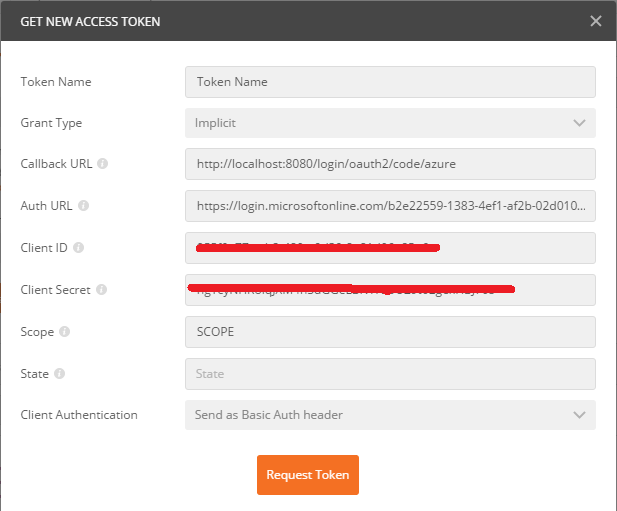 GET NEW ACCESS TOKEN
Token Name Token Name
Grant Type Implicit
Callback URL http://localhost:8080/login/oauth2/code/azure
Auth URL https://login.microsoftonline.com/b2e22559-1383-4ef1-af2b-02d010...
Client ID
Client Secret
Scope SCOPE
State State
Client Authentication Send as Basic Auth header
Request Token